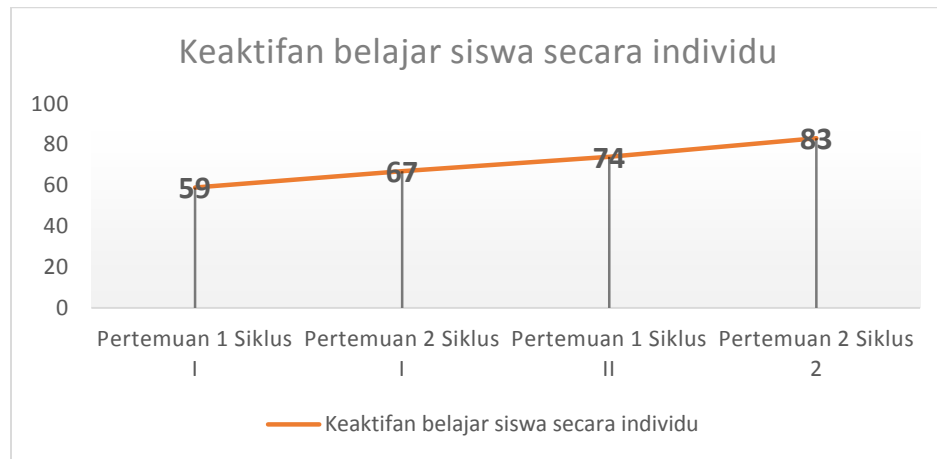 Keaktifan belajar siswa secara individu
100
80
60
40
20
0
59
67
74
83
Pertemuan 1 Siklus
I
Pertemuan 2 Siklus
I
Pertemuan 1 Siklus
II
Pertemuan 2 Siklus
2
Keaktifan belajar siswa secara individu